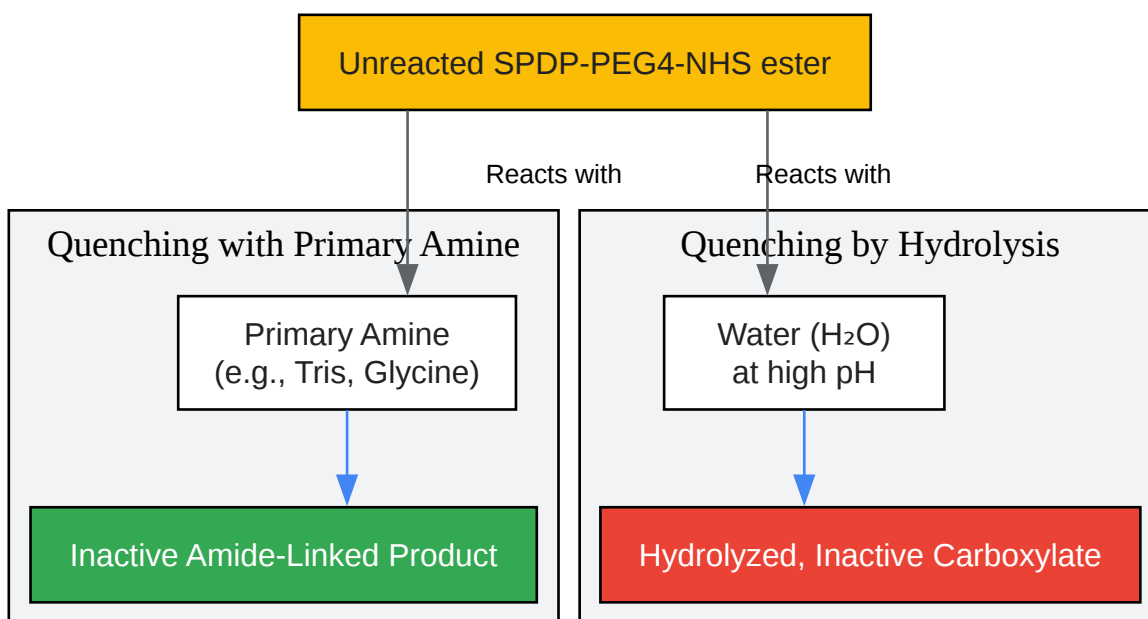 Unreacted SPDP-PEG4-NHS ester
Reacts with
Reacts with
Quenching with Primary Amine
Primary Amine
(e.g., Tris, Glycine)
Inactive Amide-Linked Product
Quenching by Hydrolysis
Water (H₂O)
at high pH
Hydrolyzed, Inactive Carboxylate